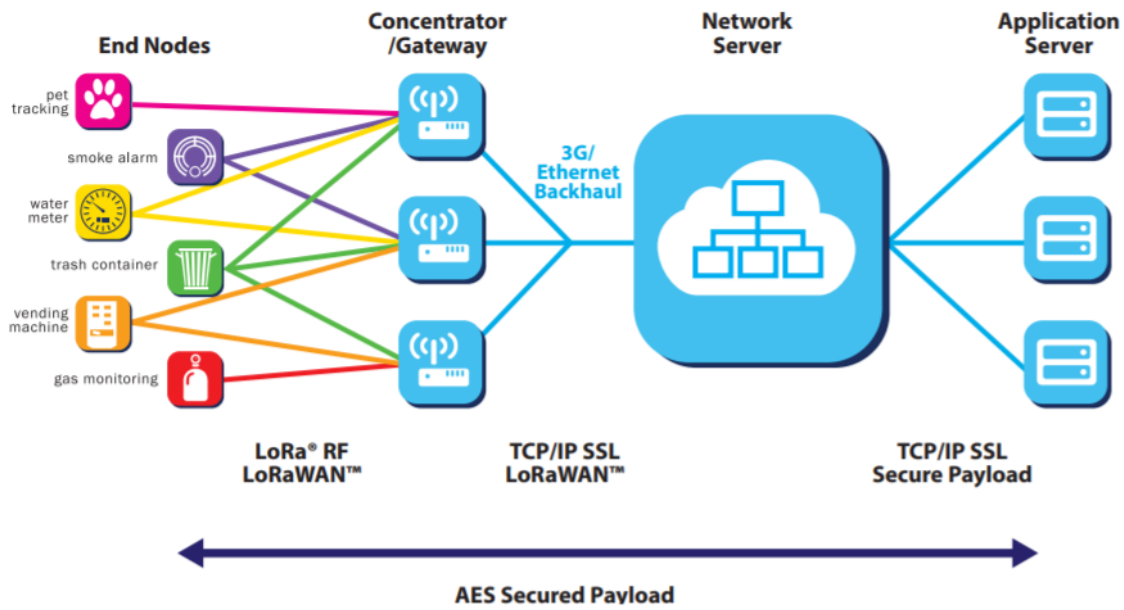 End Nodes
Concentrator
/Gateway
Network
Server
Application
Server
pet
tracking
smoke alarm
water
meter
trash container
vending
machine
gas monitoring
3G/
Ethernet
Backhaul
LoRa® RF
LoRaWAN™
TCP/IP SSL
LoRaWAN™
TCP/IP SSL
Secure Payload
AES Secured Payload